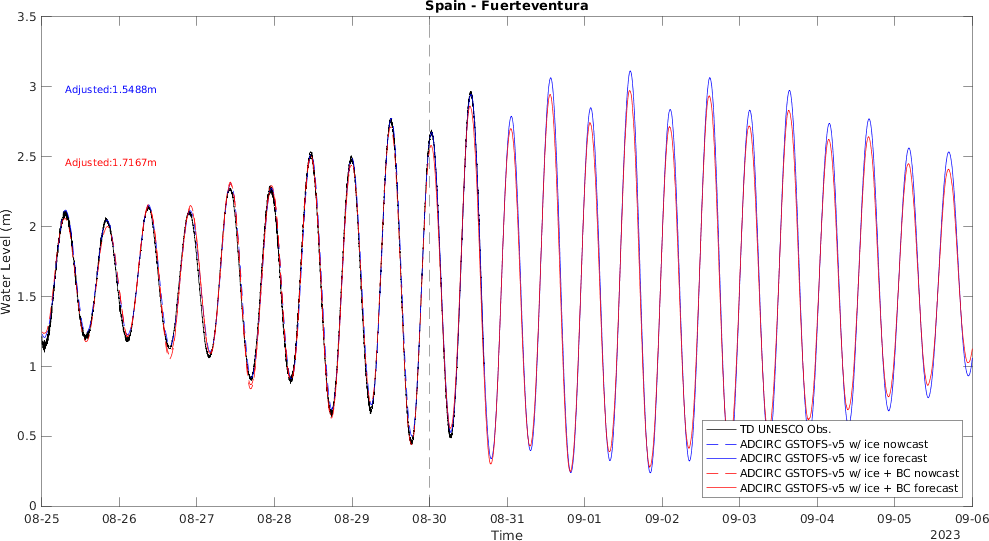 Spain - Fuerteventura
3.5
3
2.5
2
1.5
1
0.5
0
Water Level (m)
Adjusted:1.5488m
Adjusted:1.7167m
TD UNESCO Obs.
ADCIRC GSTOFS-v5 w/ ice nowcast
ADCIRC GSTOFS-v5 w/ ice forecast
ADCIRC GSTOFS-v5 w/ ice + BC nowcast
ADCIRC GSTOFS-v5 w/ ice + BC forecast
08-25 08-26 08-27 08-28 08-29 08-30 08-31 09-01 09-02 09-03 09-04 09-05 09-06
Time
2023